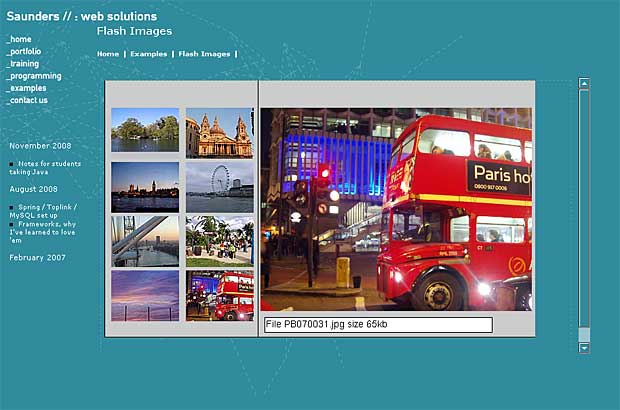 Saunders // : web solutions
Flash Images
_home
_portfolio
_training
_programming
_examples
_contact us
Home | Examples | Flash Images |
November 2008
Notes for students
taking Java
August 2008
Spring / Toplink /
MySQL set up
Frameworks, why
I've learned to love
'em
February 2007
Paris ho
0800 917 0006
File PB070031.jpg size 65kb